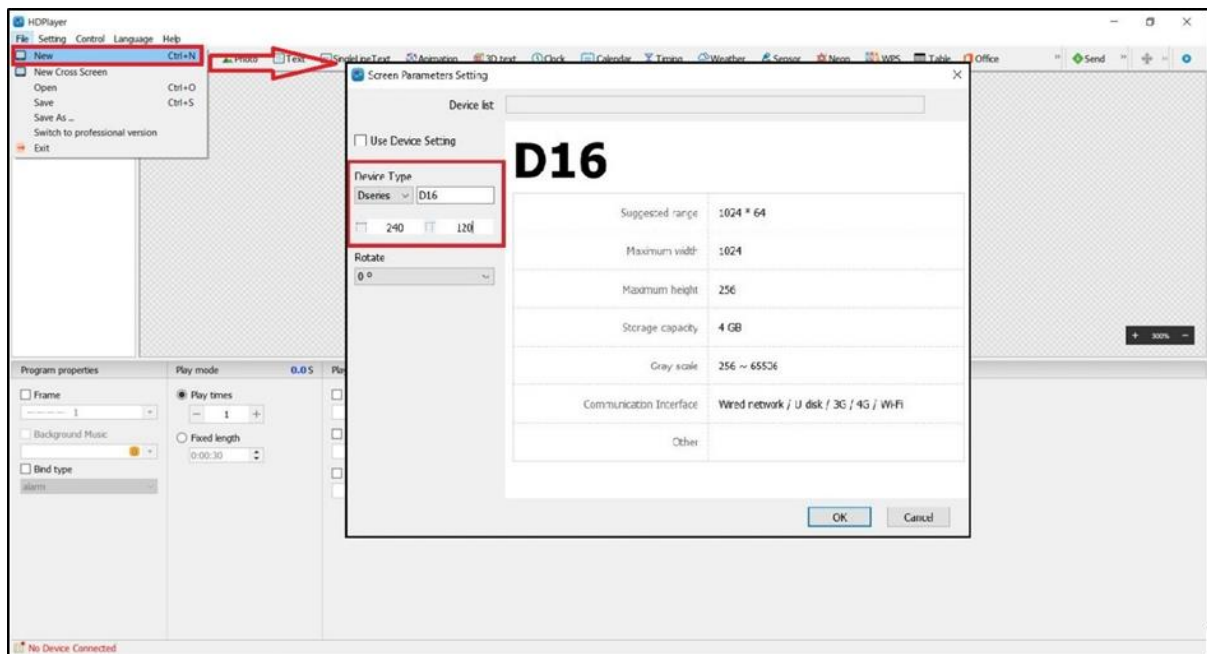 HDPlayer
File Setting Control Language Help
New Ctrl+N
New Cross Screen
Open Ctrl+O
Save Ctrl+S
Save As ...
Switch to professional version
Exit
Photo Text SingleLineText Animation 3D text Clock Calendar Timing Weather Sensor Neon WPS Table Office Send
Screen Parameters Setting
Device list
Use Device Setting
Device Type
Dseries D16
240 120
Rotate
0 °
D16
Suggested range 1024 * 64
Maximum width 1024
Maximum height 256
Storage capacity 4 GB
Gray scale 256 ~ 65536
Communication Interface Wired network / U disk / 3G / 4G / Wi-Fi
Other
OK Cancel
+ 300% -
Program properties Play mode 0.0 S
Frame Play times
1 - 1 +
Background Music Fixed length
0:00:30
Bind type
alarm
No Device Connected